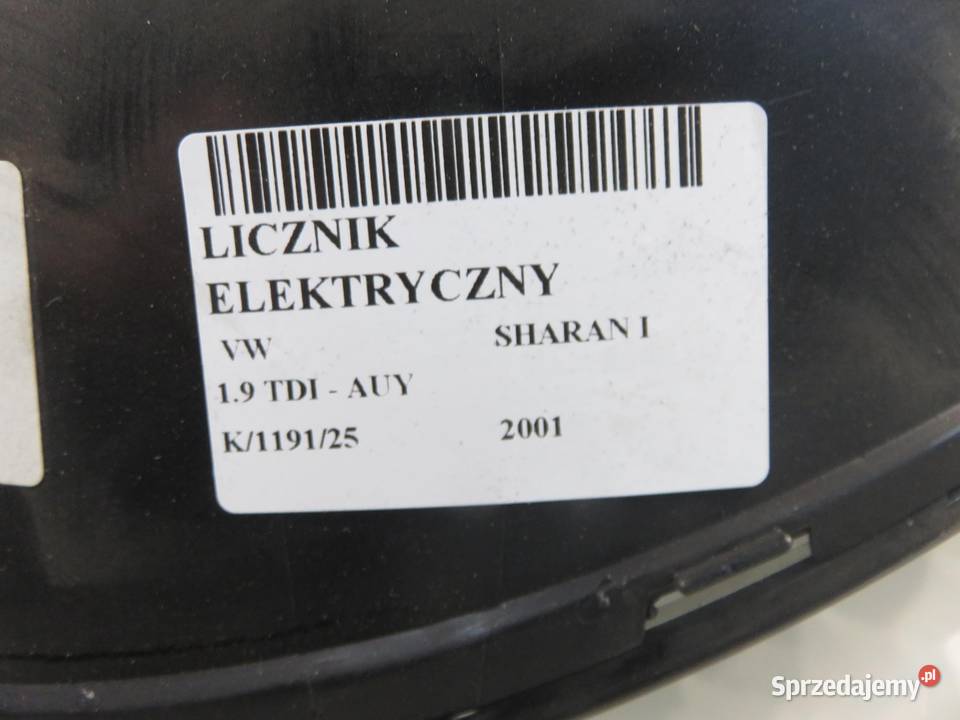 LICZNIK
ELEKTRYCZNY
VW SHARAN I
1.9 TDI - AUY
K/1191/25 2001
Sprzedajemy.pl